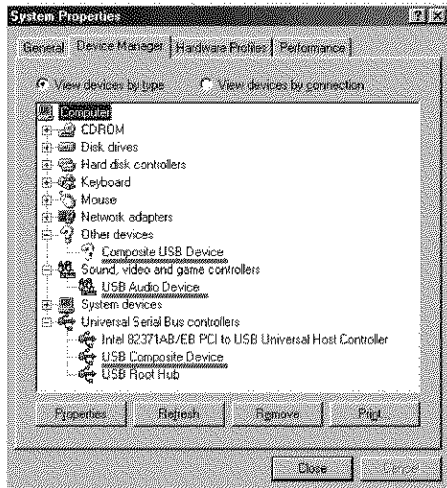 System Properties
General Device Manager Hardware Profiles Performance
View devices by type View devices by connection
Computer
CDROM
Disk drives
Hard disk controllers
Keyboard
Mouse
Network adapters
Other devices
Composite USB Device
Sound, video and game controllers
USB Audio Device
System devices
Universal Serial Bus controllers
Intel 82371AB/EB PCI to USB Universal Host Controller
USB Composite Device
USB Root Hub
Properties Refresh Remove Print
Close Cancel